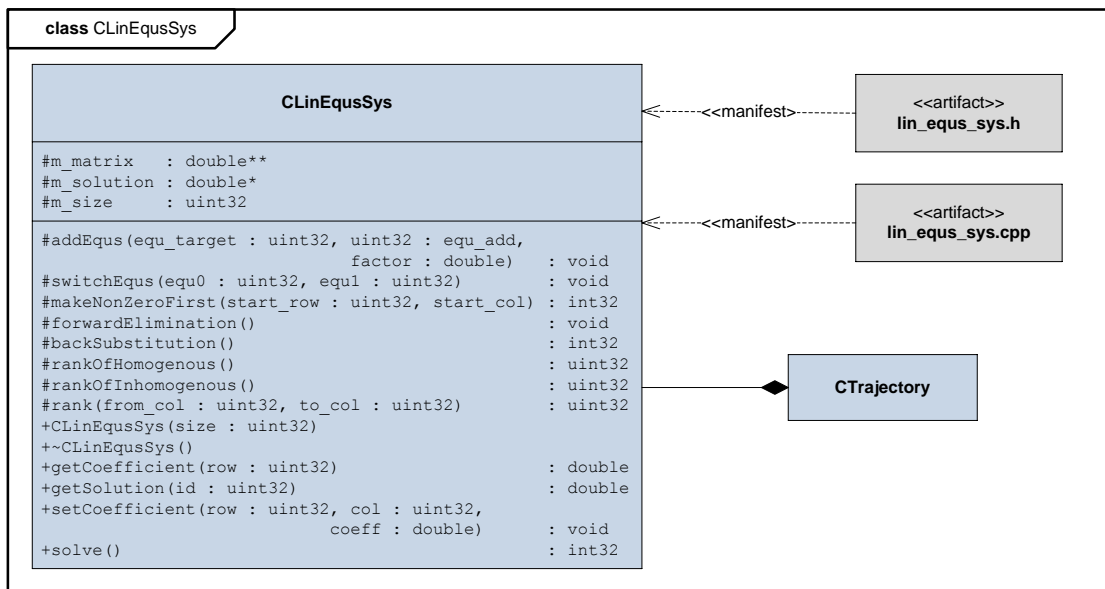 class CLinEqusSys
CLinEqusSys
#m_matrix : double**
#m_solution : double*
#m_size : uint32
#addEqus(equ_target : uint32, uint32 : equ_add,
factor : double) : void
#switchEqus(equ0 : uint32, equ1 : uint32) : void
#makeNonZeroFirst(start_row : uint32, start_col) : int32
#forwardElimination() : void
#backSubstitution() : int32
#rankOfHomogenous() : uint32
#rankOfInhomogenous() : uint32
#rank(from_col : uint32, to_col : uint32) : uint32
+CLinEqusSys(size : uint32)
+~CLinEqusSys()
+getCoefficient(row : uint32) : double
+getSolution(id : uint32) : double
+setCoefficient(row : uint32, col : uint32,
coeff : double) : void
+solve() : int32
<<manifest>
<<artifact>>
lin_equs_sys.h
<<manifest>
<<artifact>>
lin_equs_sys.cpp
CTrajectory